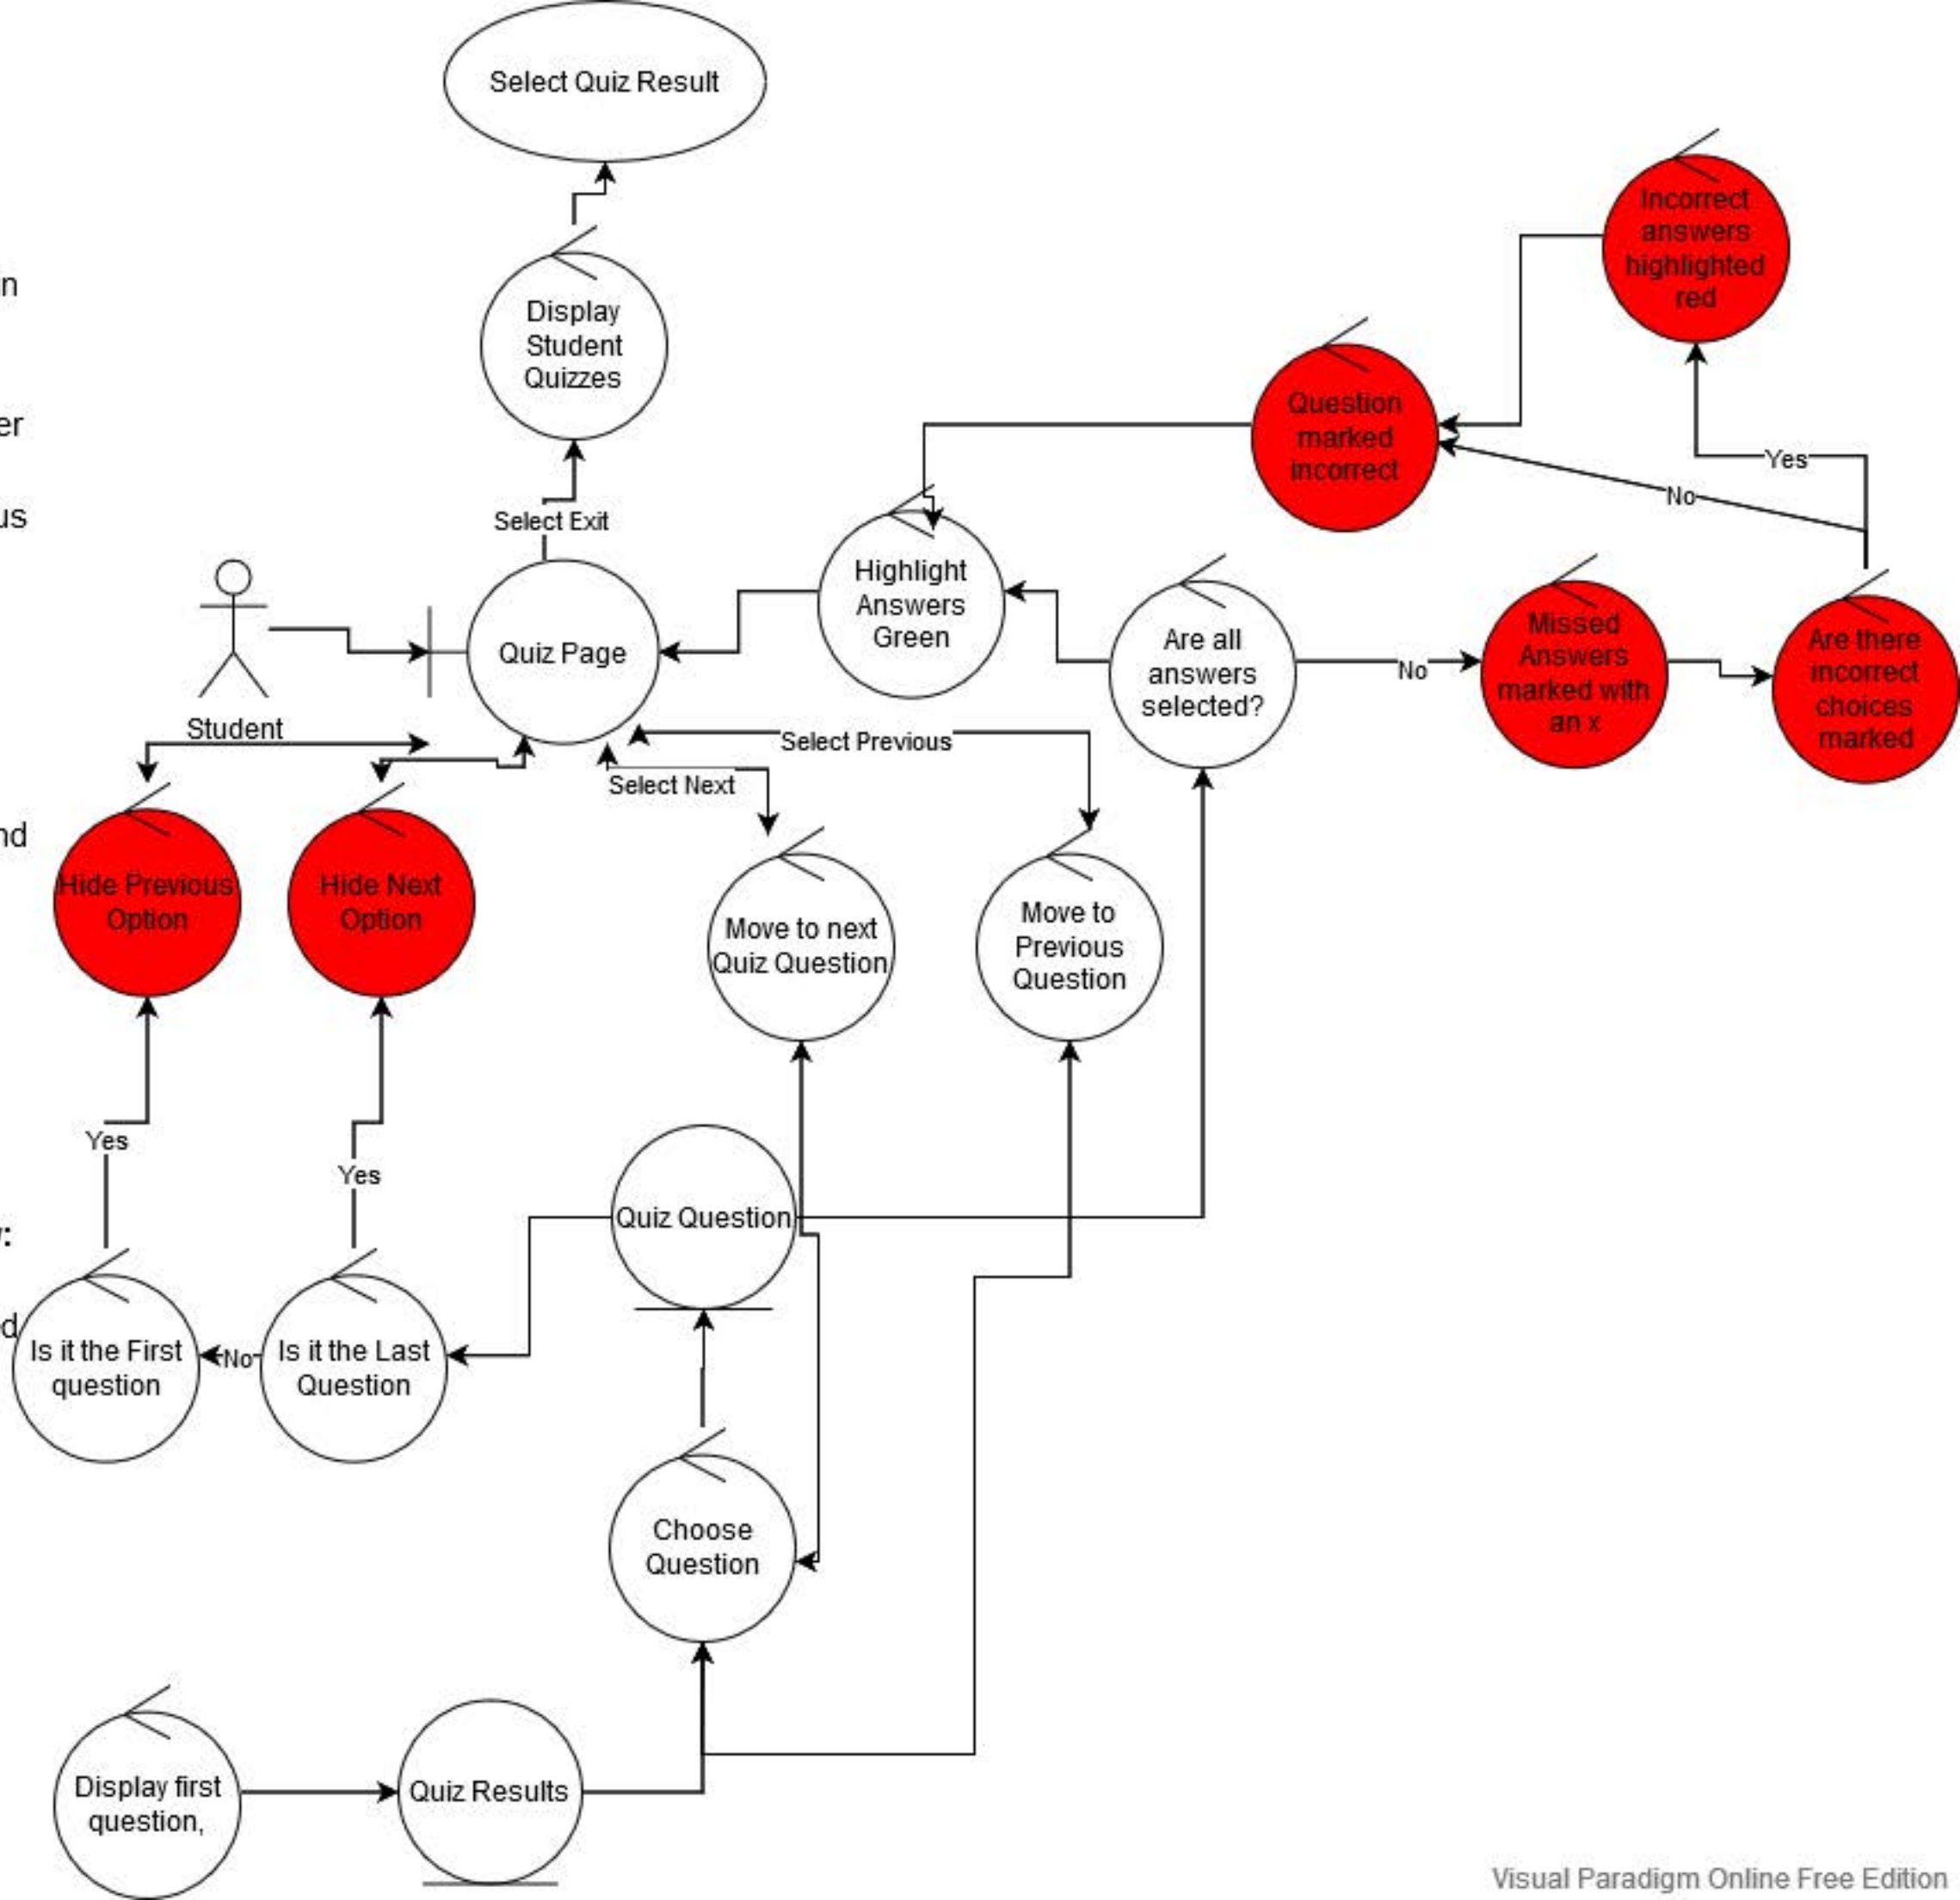 Select Quiz Result
Incorrect
answers
highlighted
red
n
Display
Student
Quizzes
Question
marked
incorrect
er
Yes
No
us
Select Exit
Highlight
Answers
Green
Quiz Page
Are all
answers
selected?
No
Missed
Answers
marked with
an x
Are there
incorrect
choices
marked
Student
Select Previous
Select Next
nd
Hide Previous
Option
Hide Next
Option
Move to next
Quiz Question
Move to
Previous
Question
Yes
Yes
Quiz Question
:
d
Is it the First
question
No
Is it the Last
Question
Choose
Question
Display first
question,
Quiz Results
Visual Paradigm Online Free Edition